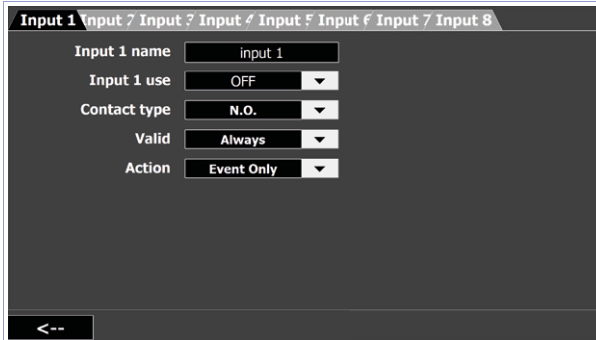 Input 1 Input 2 Input 3 Input 4 Input 5 Input 6 Input 7 Input 8
Input 1 name input 1
Input 1 use OFF
Contact type N.O.
Valid Always
Action Event Only
<--